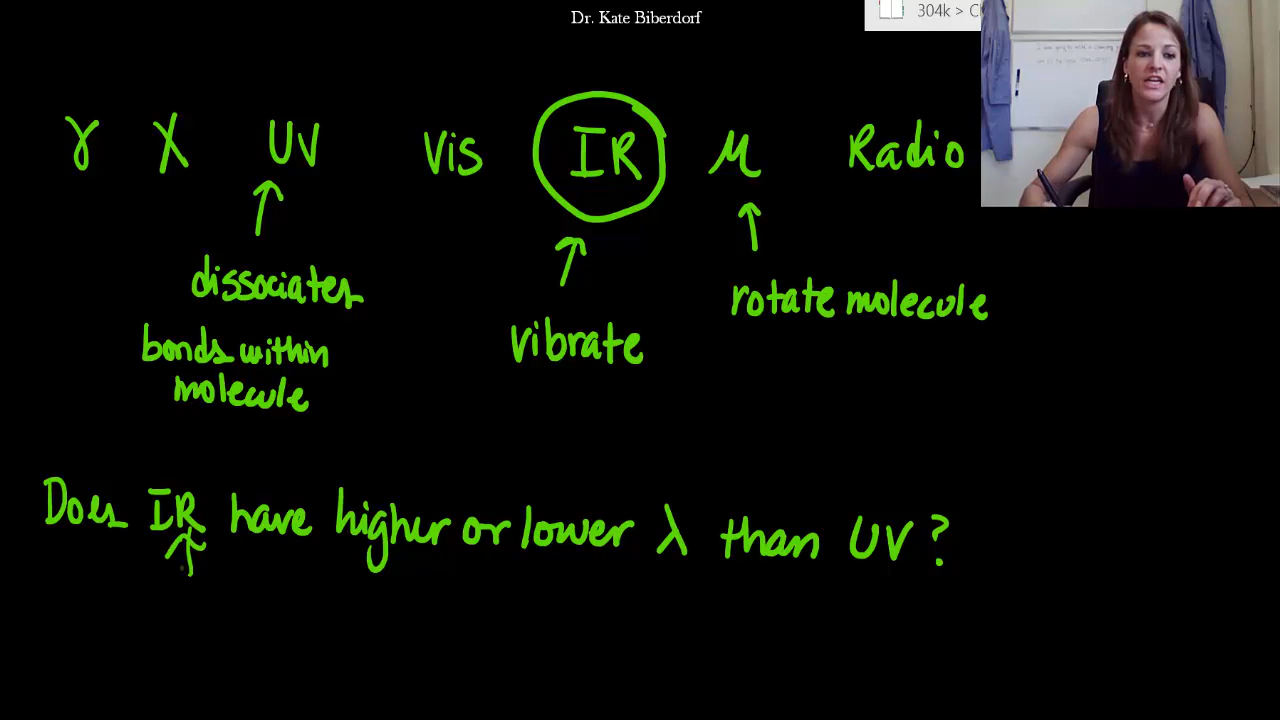 Dr. Kate Biberdorf
304k > C
γ X UV Vis IR μ Radio
dissociates
bonds within
molecule
vibrate
rotate molecule
Does IR have higher or lower λ than UV?